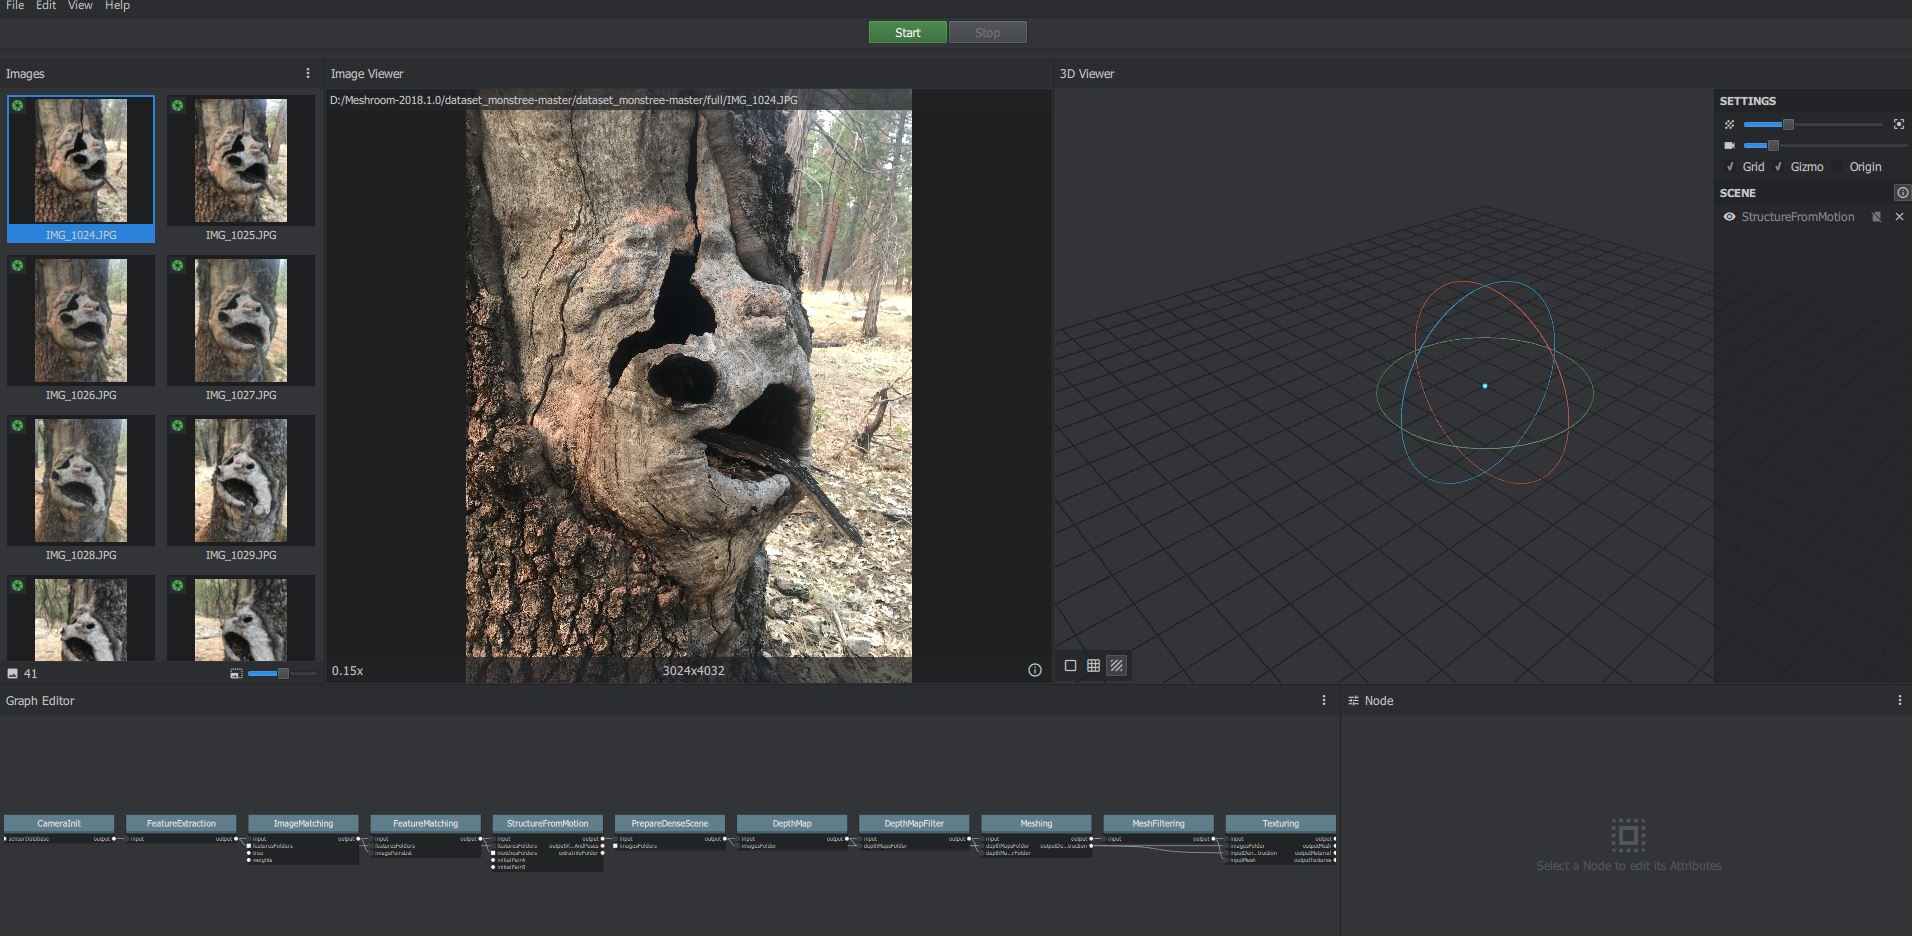 File Edit View Help
Start Stop
Images
Image Viewer
3D Viewer
D:/Meshroom-2018.1.0/dataset_monstree-master/dataset_monstree-master/full/IMG_1024.JPG
IMG_1024.JPG IMG_1025.JPG
IMG_1026.JPG IMG_1027.JPG
IMG_1028.JPG IMG_1029.JPG
41
0.15x 3024x4032
SETTINGS
Grid Gizmo Origin
SCENE
StructureFromMotion
Graph Editor
CameraInit
sensorDatabase output
FeatureExtraction
input output
ImageMatching
input output
featuresFolders
tree
weights
FeatureMatching
input output
featuresFolders
imagePairsList
StructureFromMotion
input output
featuresFolders outputVi...AndPoses
matchesFolders extraInfoFolder
initialPairA
initialPairB
PrepareDenseScene
input output
imagesFolders
DepthMap
input output
imagesFolder
DepthMapFilter
input output
depthMapsFolder
Meshing
input output
depthMapsFolder outputDe...truction
depthMa...rFolder
MeshFiltering
input output
Texturing
input output
imagesFolder outputMesh
inputDen...truction outputMaterial
inputMesh outputTextures
Node
Select a Node to edit its Attributes